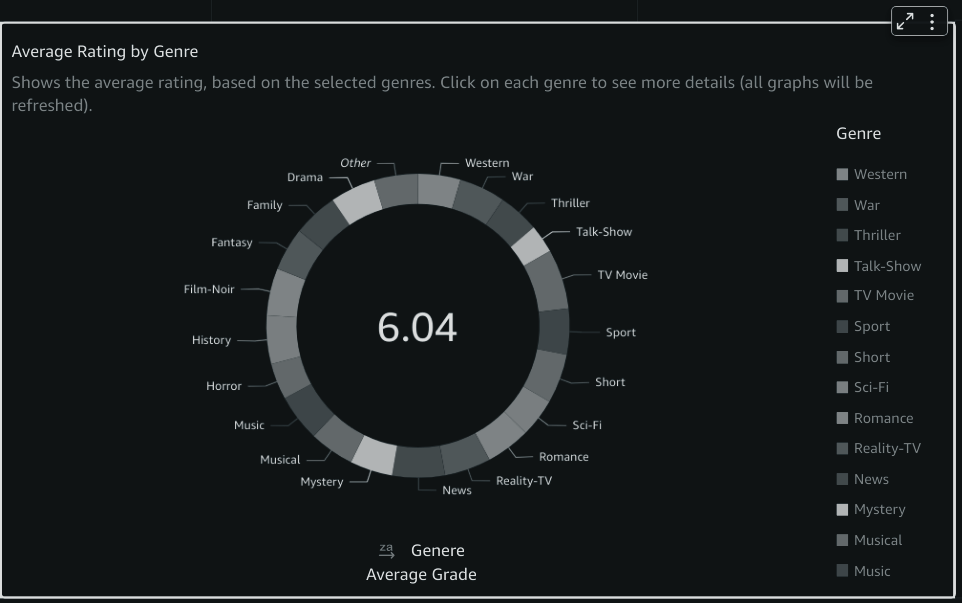 Average Rating by Genre
Shows the average rating, based on the selected genres. Click on each genre to see more details (all graphs will be
refreshed).
Genre
Other
Western
Drama
War
Family
Thriller
Fantasy
Talk-Show
Film-Noir
TV Movie
History
Sport
Horror
Short
Music
Sci-Fi
Musical
Romance
Mystery
Reality-TV
News
6.04
Western
War
Thriller
Talk-Show
TV Movie
Sport
Short
Sci-Fi
Romance
Reality-TV
News
Mystery
Musical
Music
za Genere
Average Grade